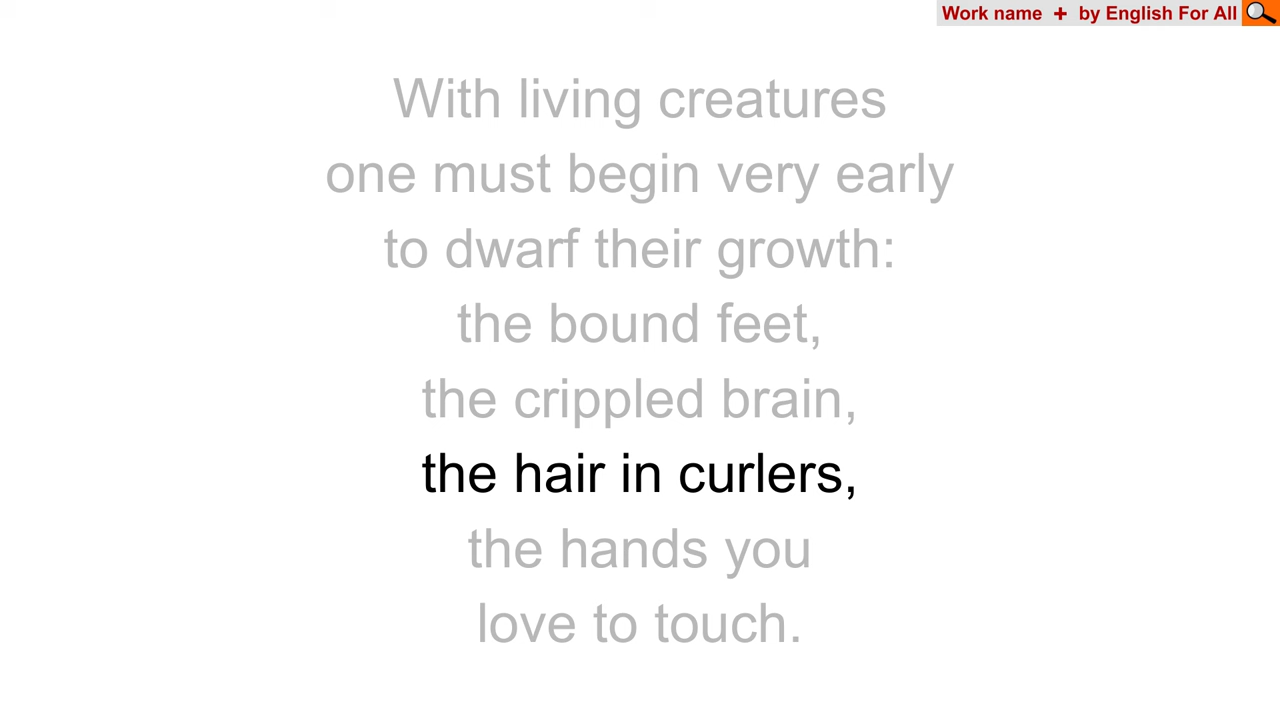 Work name + by English For All
With living creatures
one must begin very early
to dwarf their growth:
the bound feet,
the crippled brain,
the hair in curlers,
the hands you
love to touch.